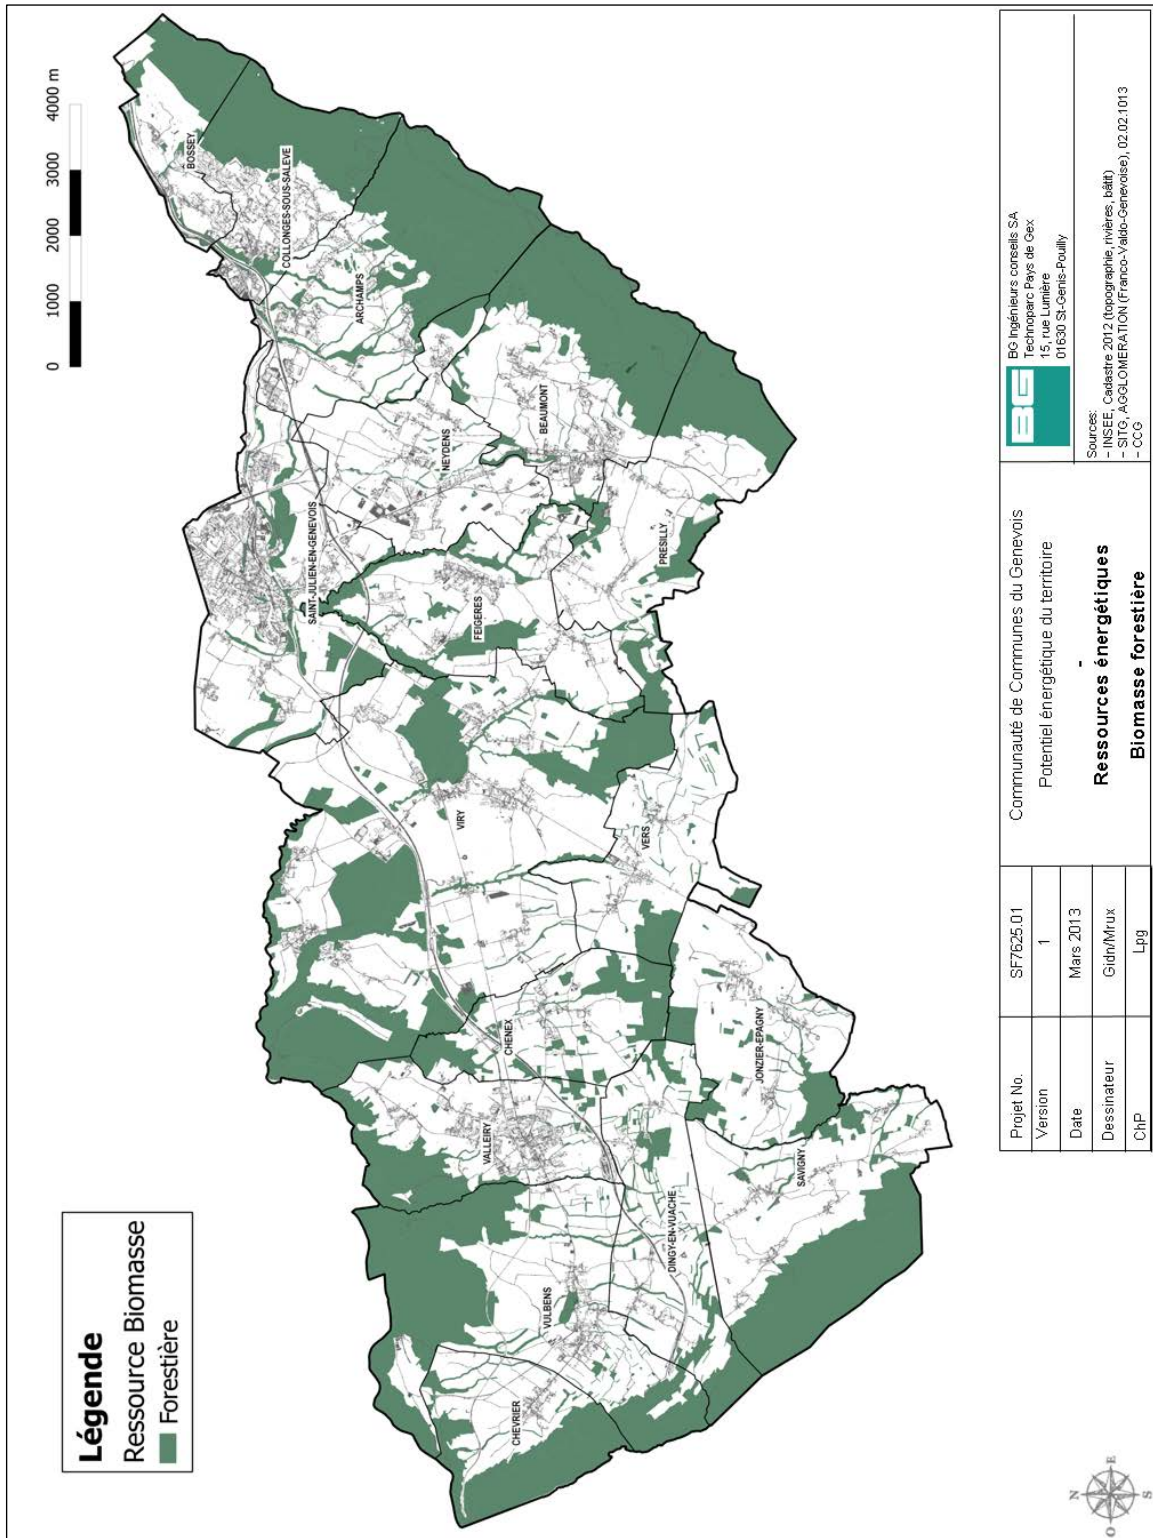 Légende
Ressource Biomasse
Forestière
0 1000 2000 3000 4000 m
BOSSEY
COLLONGES-SOUS-SALEVE
ARCHAMPS
NEYDENS
BEAUMONT
SAINT-JULIEN-EN-GENEVOIS
FEIGERES
PRESILLY
VIRY
VERS
CHENEX
JONZIER-EPAGNY
VALLEIRY
SAVIGNY
DINGY-EN-VUACHE
VULBENS
CHEVRIER
N
O E
S
Projet No. SF7625.01
Version 1
Date Mars 2013
Dessinateur Gidn/Mrux
ChP Lpg
Communauté de Communes du Genevois
Potentiel énergétique du territoire
-
Ressources énergétiques
Biomasse forestière
BG
BG Ingénieurs conseils SA
Technoparc Pays de Gex
15, rue Lumière
01630 St-Genis-Pouilly
Sources:
- INSEE, Cadastre 2012 (topographie, rivières, bâtit)
- SITG, AGGLOMERATION (Franco-Valdo-Genevoise), 02.02.1013
- CCG